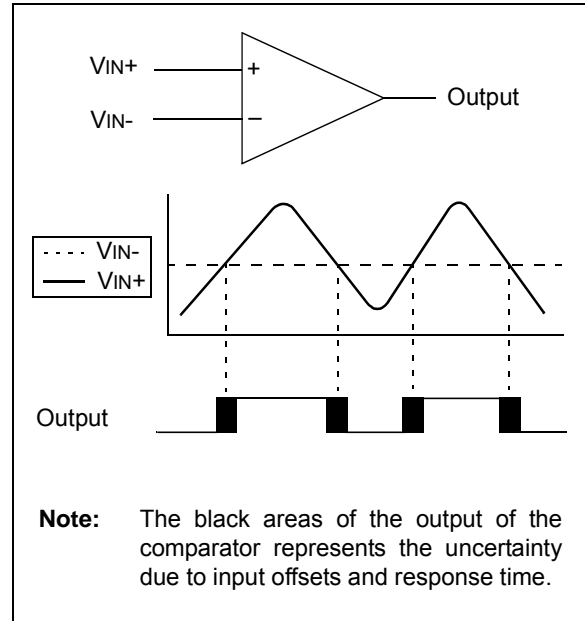 VIN+
+
Output
VIN-
–
VIN-
VIN+
Output
Note: The black areas of the output of the
comparator represents the uncertainty
due to input offsets and response time.